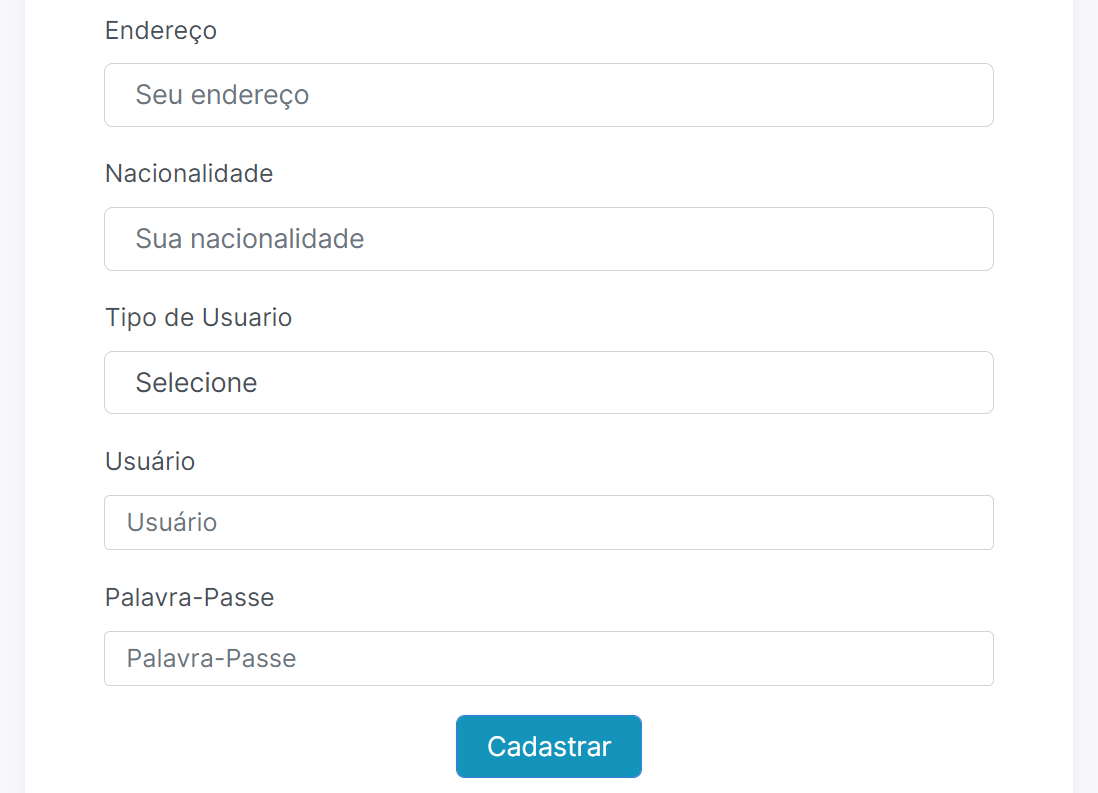 Endereço
Seu endereço
Nacionalidade
Sua nacionalidade
Tipo de Usuario
Selecione
Usuário
Usuário
Palavra-Passe
Palavra-Passe
Cadastrar